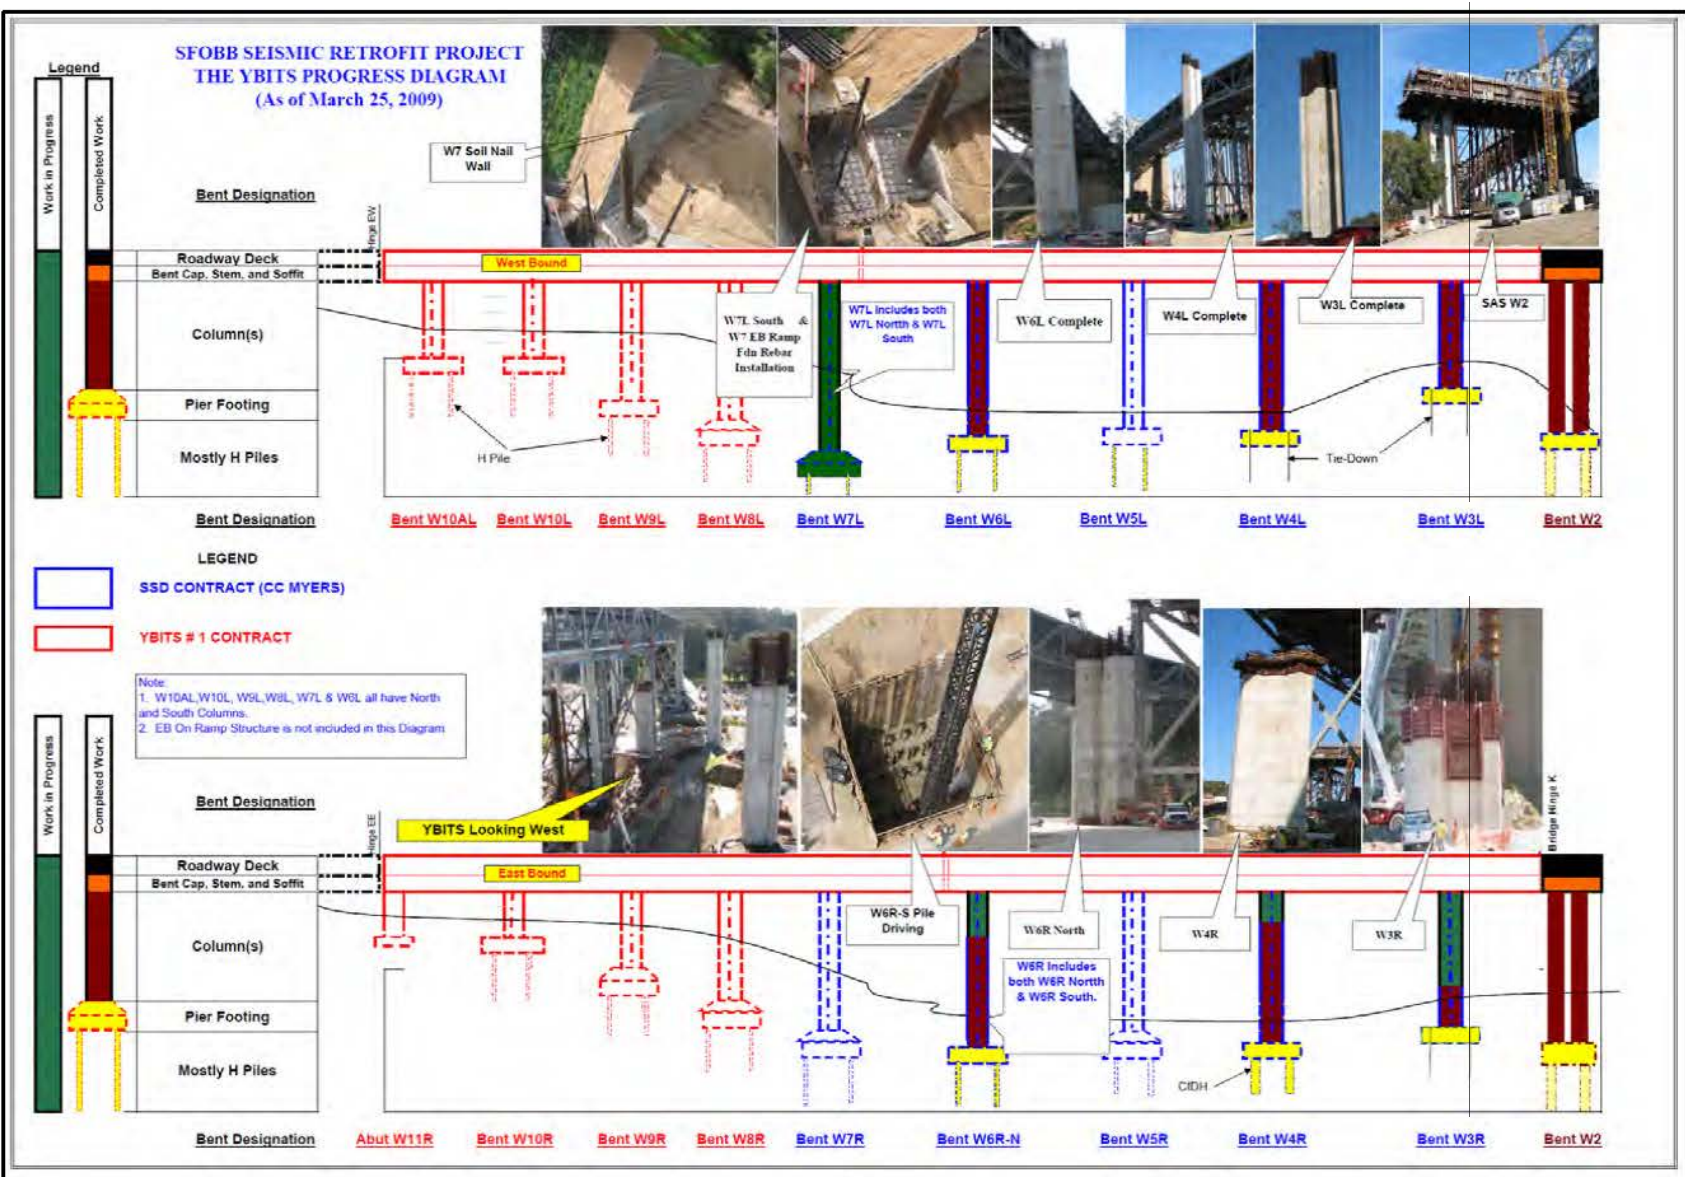 SFOBB SEISMIC RETROFIT PROJECT
THE YBITS PROGRESS DIAGRAM
(As of March 25, 2009)
Legend
Work in Progress
Completed Work
W7 Soil Nail
Wall
Bent Designation
Hinge EW
Roadway Deck
Bent Cap, Stem, and Soffit
Column(s)
Pier Footing
Mostly H Piles
West Bound
W7L South &
W7 EB Ramp
Fdn Rebar
Installation
W7L Includes both
W7L Nortth & W7L
South
W6L Complete
W4L Complete
W3L Complete
SAS W2
H Pile
Tie-Down
Bent Designation
Bent W10AL
Bent W10L
Bent W9L
Bent W8L
Bent W7L
Bent W6L
Bent W5L
Bent W4L
Bent W3L
Bent W2
LEGEND
SSD CONTRACT (CC MYERS)
YBITS # 1 CONTRACT
Note:
1. W10AL,W10L, W9L,W8L, W7L & W6L all have North
and South Columns.
2. EB On Ramp Structure is not included in this Diagram
Work in Progress
Completed Work
Bent Designation
Hinge EE
YBITS Looking West
Bridge Hinge K
Roadway Deck
Bent Cap, Stem, and Soffit
Column(s)
Pier Footing
Mostly H Piles
East Bound
W6R-S Pile
Driving
W6R North
W6R Includes
both W6R Nortth
& W6R South.
W4R
W3R
CIDH
Bent Designation
Abut W11R
Bent W10R
Bent W9R
Bent W8R
Bent W7R
Bent W6R-N
Bent W5R
Bent W4R
Bent W3R
Bent W2